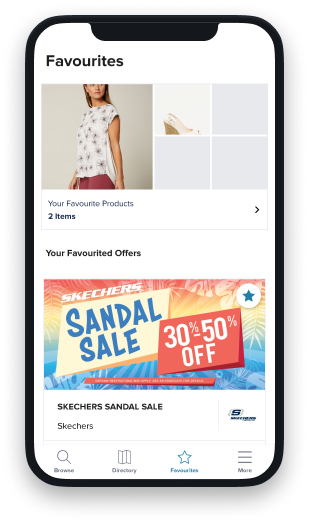 Favourites
Your Favourite Products
2 Items
Your Favourited Offers
SKECHERS
SANDAL
SALE
30%-50%
OFF
SKECHERS SANDAL SALE
Skechers
S
SKECHERS
Browse
Directory
Favourites
More